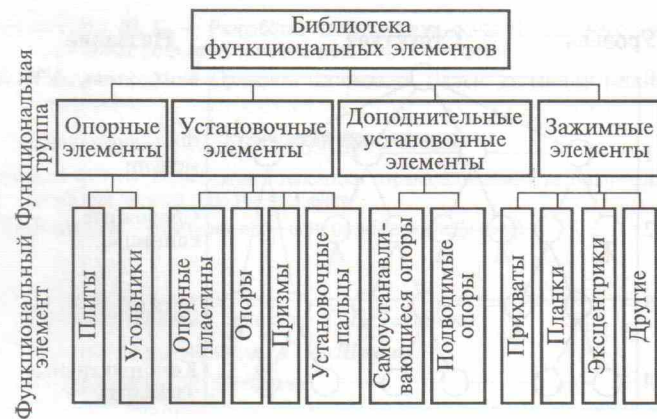 Библиотека
функциональных элементов
Функциональная
группа
Опорные
элементы
Установочные
элементы
Дополнительные
установочные
элементы
Зажимные
элементы
Функциональный
элемент
Плиты
Угольники
Опорные
пластины
Опоры
Призмы
Установочные
пальцы
Самоустанавли-
вающиеся опоры
Подводимые
опоры
Прихваты
Планки
Эксцентрики
Другие